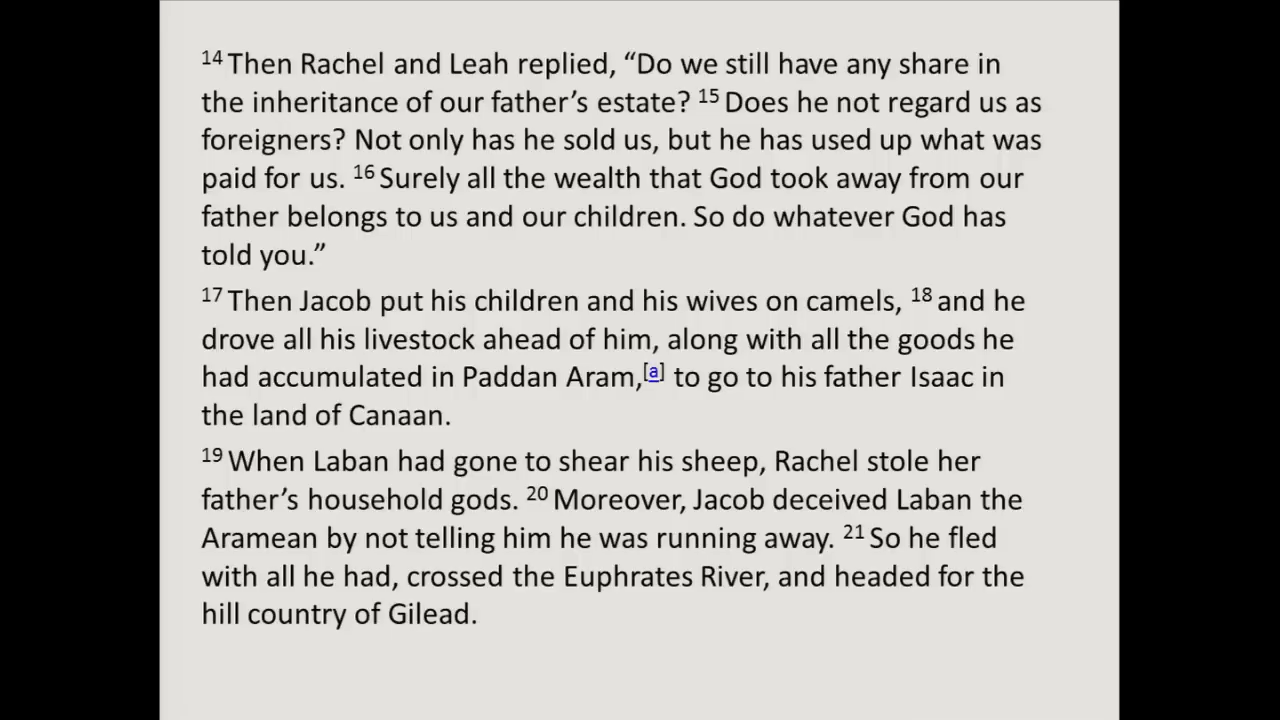 14 Then Rachel and Leah replied, “Do we still have any share in
the inheritance of our father’s estate? 15 Does he not regard us as
foreigners? Not only has he sold us, but he has used up what was
paid for us. 16 Surely all the wealth that God took away from our
father belongs to us and our children. So do whatever God has
told you.”
17 Then Jacob put his children and his wives on camels, 18 and he
drove all his livestock ahead of him, along with all the goods he
had accumulated in Paddan Aram,[a] to go to his father Isaac in
the land of Canaan.
19 When Laban had gone to shear his sheep, Rachel stole her
father’s household gods. 20 Moreover, Jacob deceived Laban the
Aramean by not telling him he was running away. 21 So he fled
with all he had, crossed the Euphrates River, and headed for the
hill country of Gilead.